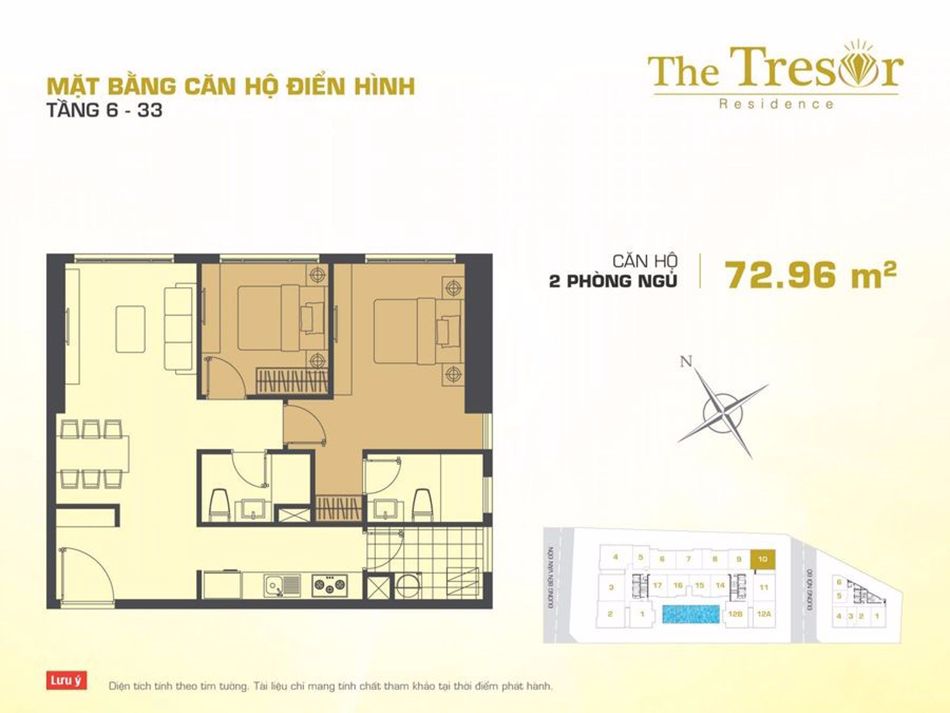 MẶT BẰNG CĂN HỘ ĐIỂN HÌNH
TẦNG 6 - 33
The Tresor
Residence
CĂN HỘ
2 PHÒNG NGỦ
72.96 m²
N
ĐƯỜNG BẾN VÂN ĐỒN
4 5 6 7 8 9 10
3 17 16 15 14 11
2 1 12B 12A
ĐƯỜNG NỘI BỘ
6
5
4 3 2 1
Lưu ý
Diện tích tính theo tim tường. Tài liệu chỉ mang tính chất tham khảo tại thời điểm phát hành.